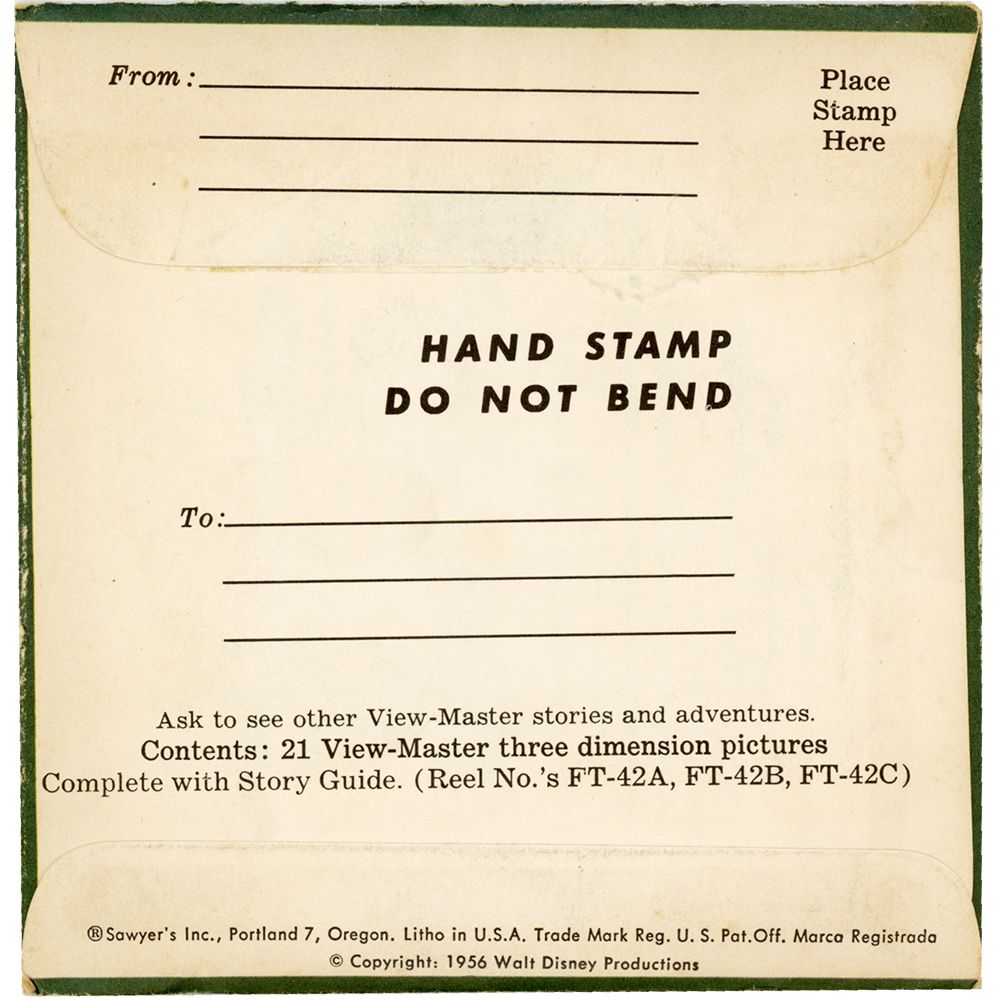 From:
Place
Stamp
Here
HAND STAMP
DO NOT BEND
To:
Ask to see other View-Master stories and adventures.
Contents: 21 View-Master three dimension pictures
Complete with Story Guide. (Reel No.'s FT-42A, FT-42B, FT-42C)
®Sawyer's Inc., Portland 7, Oregon. Litho in U.S.A. Trade Mark Reg. U. S. Pat.Off. Marca Registrada
© Copyright: 1956 Walt Disney Productions